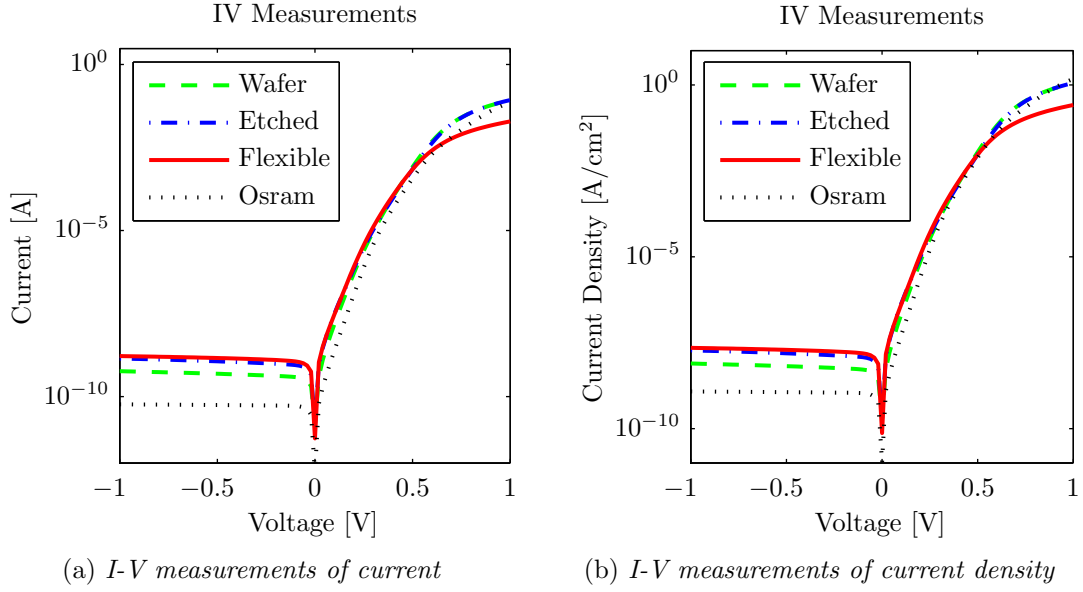 IV Measurements
10^0
10^−5
10^−10
Current [A]
Wafer
Etched
Flexible
Osram
−1 −0.5 0 0.5 1
Voltage [V]
(a) I-V measurements of current
IV Measurements
10^0
10^−5
10^−10
Current Density [A/cm^2]
Wafer
Etched
Flexible
Osram
−1 −0.5 0 0.5 1
Voltage [V]
(b) I-V measurements of current density